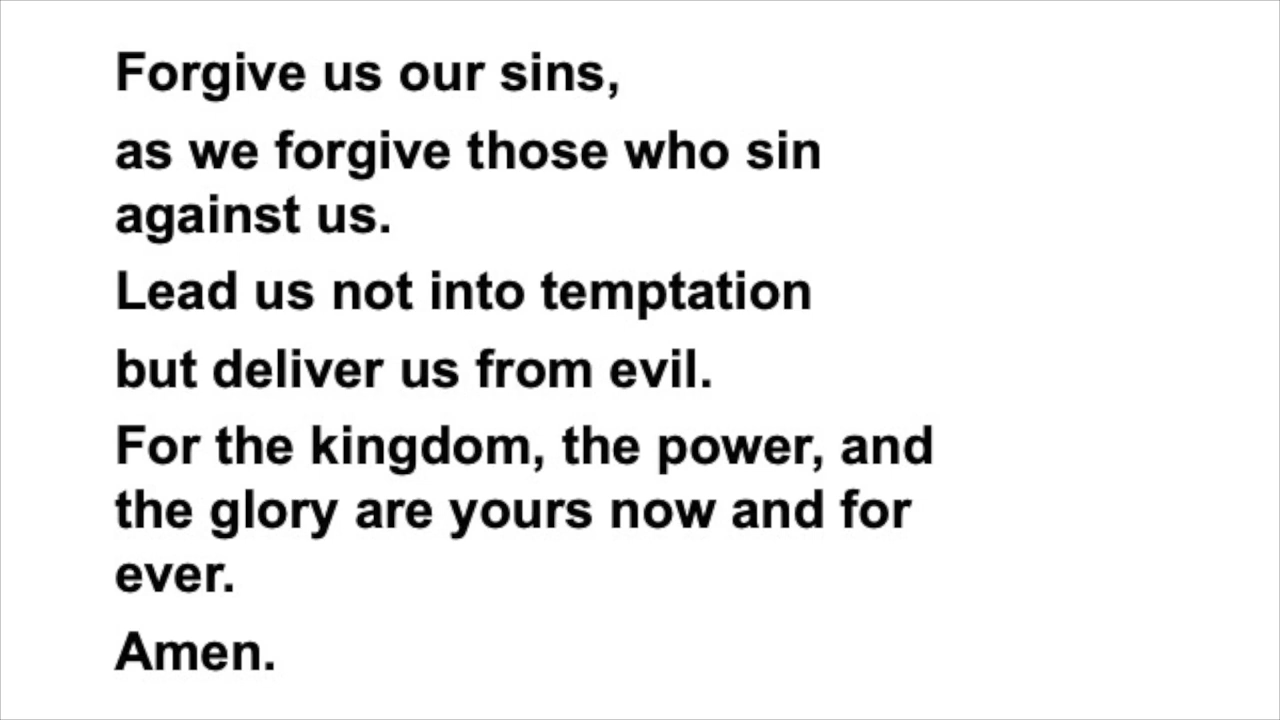 Forgive us our sins,
as we forgive those who sin
against us.
Lead us not into temptation
but deliver us from evil.
For the kingdom, the power, and
the glory are yours now and for
ever.
Amen.